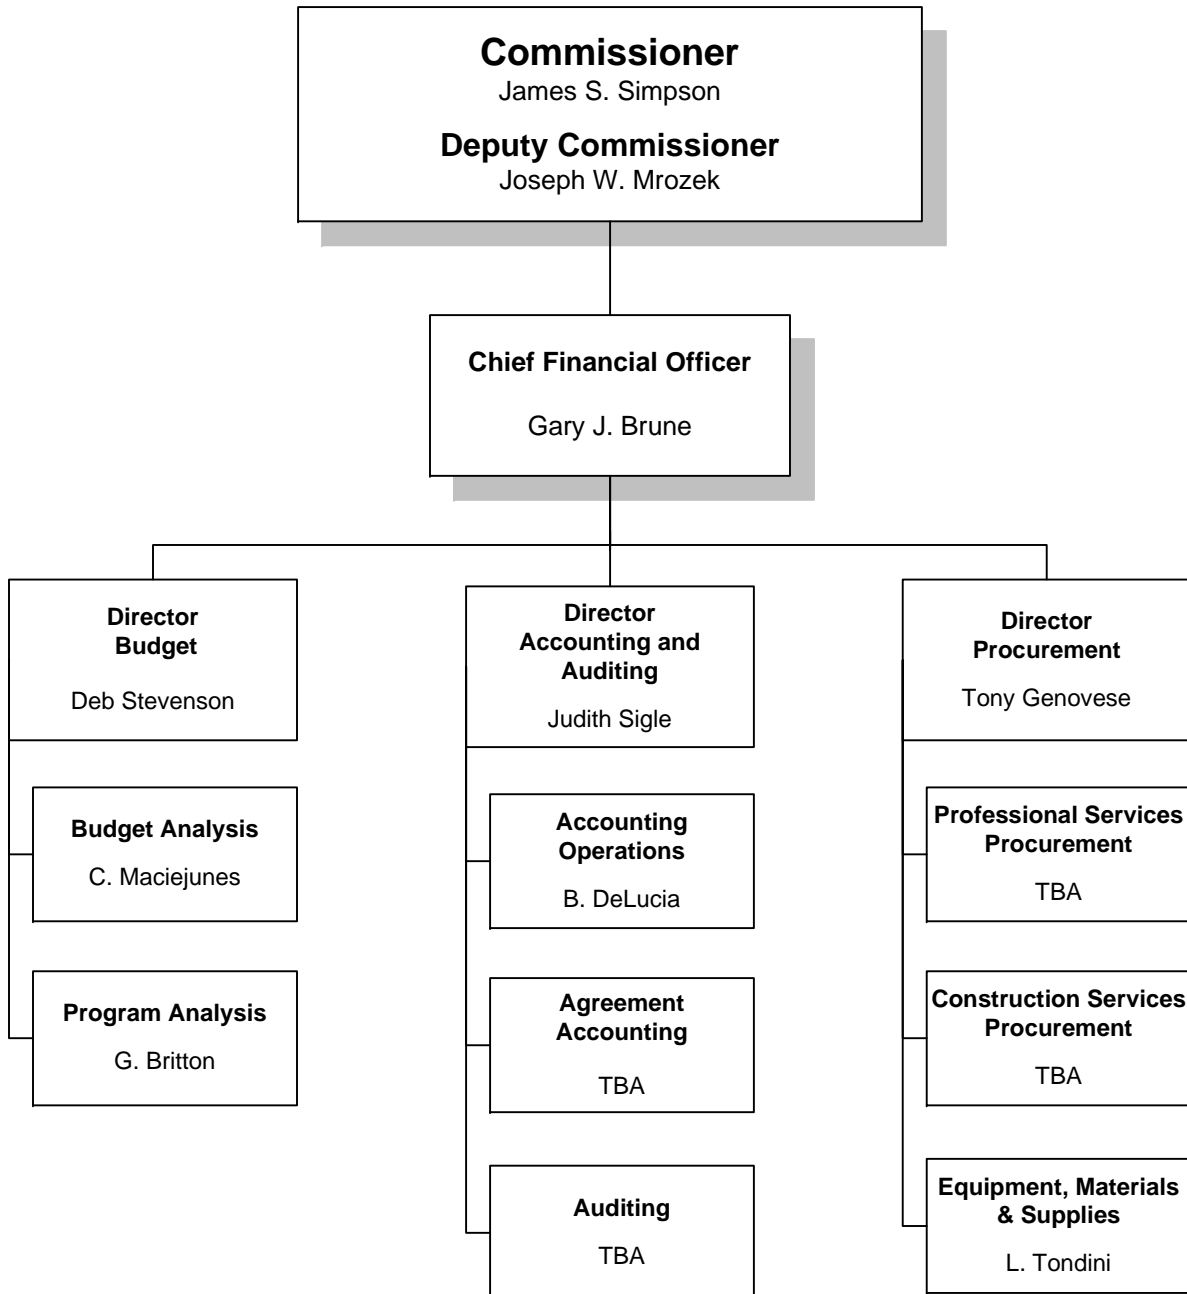 Commissioner
James S. Simpson
Deputy Commissioner
Joseph W. Mrozek
Chief Financial Officer
Gary J. Brune
Director
Budget
Deb Stevenson
Budget Analysis
C. Maciejunes
Program Analysis
G. Britton
Director
Accounting and
Auditing
Judith Sigle
Accounting
Operations
B. DeLucia
Agreement
Accounting
TBA
Auditing
TBA
Director
Procurement
Tony Genovese
Professional Services
Procurement
TBA
Construction Services
Procurement
TBA
Equipment, Materials
& Supplies
L. Tondini